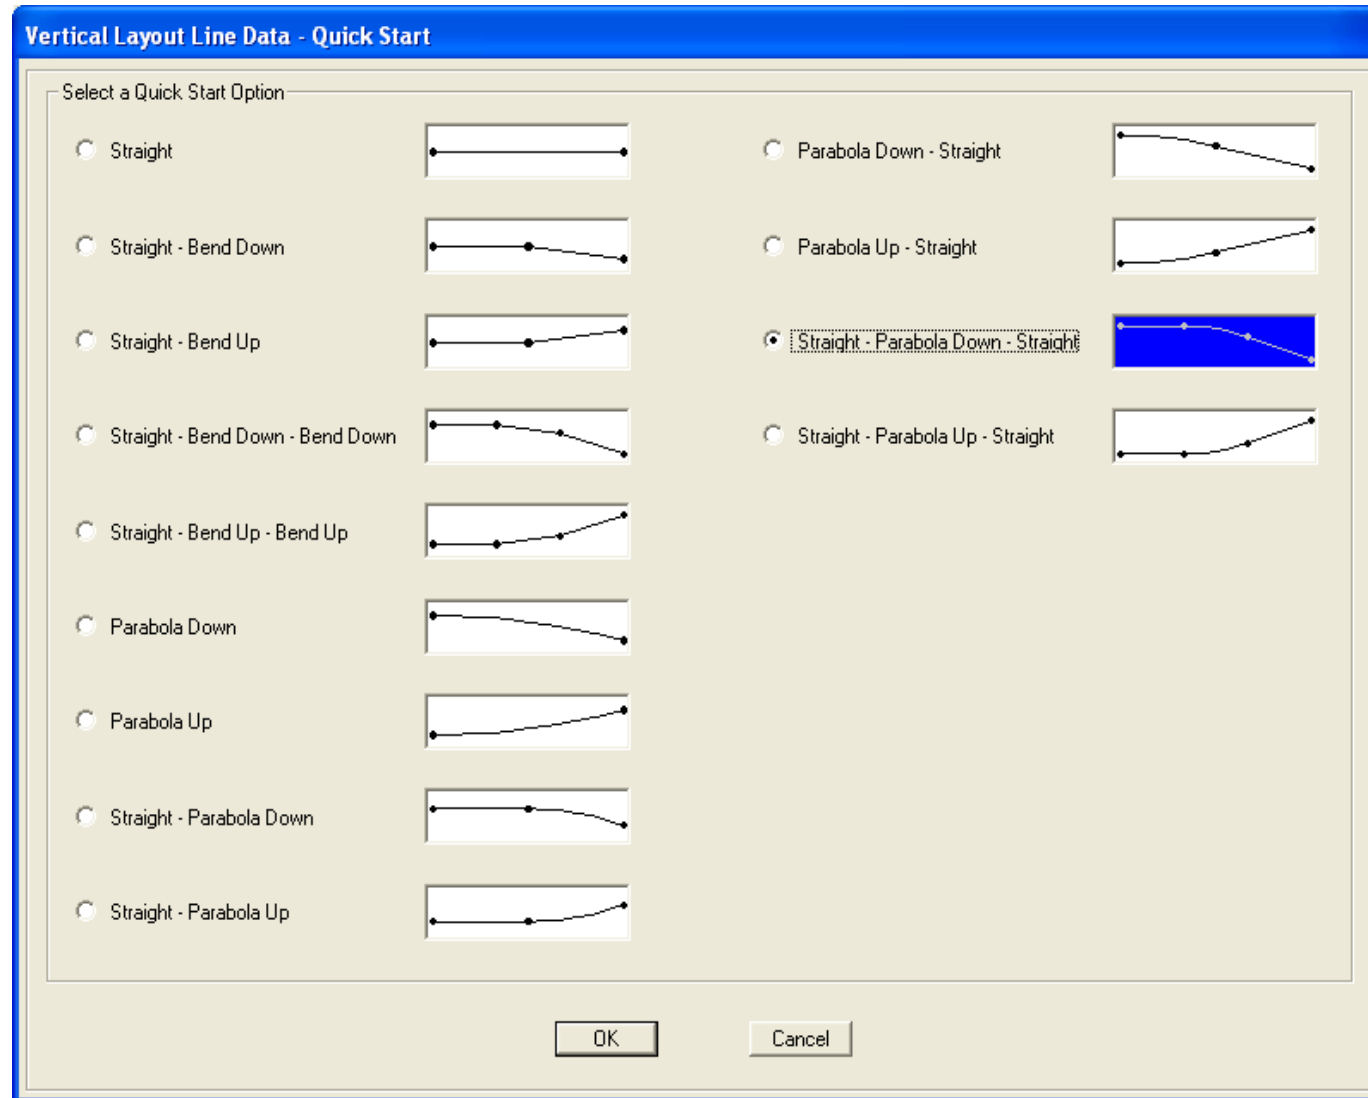 Vertical Layout Line Data - Quick Start
Select a Quick Start Option
Straight
Straight - Bend Down
Straight - Bend Up
Straight - Bend Down - Bend Down
Straight - Bend Up - Bend Up
Parabola Down
Parabola Up
Straight - Parabola Down
Straight - Parabola Up
Parabola Down - Straight
Parabola Up - Straight
Straight - Parabola Down - Straight
Straight - Parabola Up - Straight
OK
Cancel